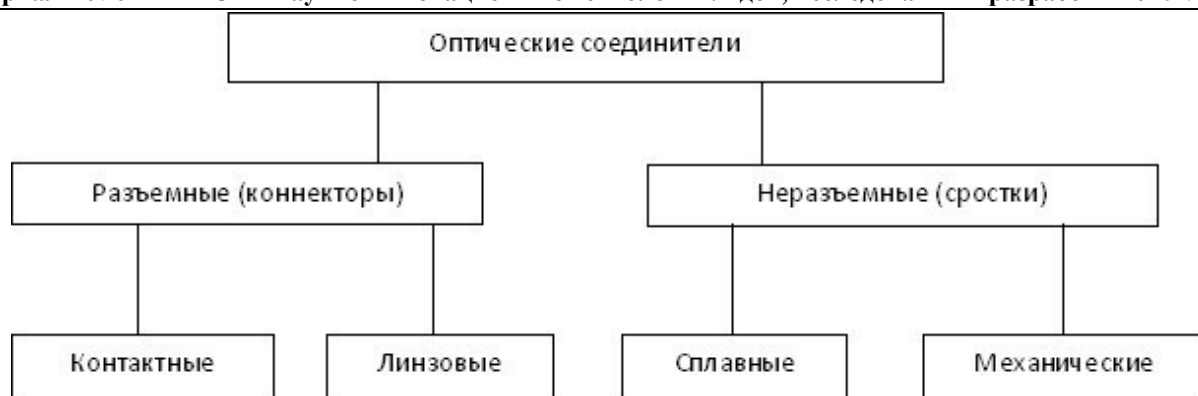 Оптические соединители
Разъемные (коннекторы) Неразъемные (сростки)
Контактные Линзовые Сплавные Механические